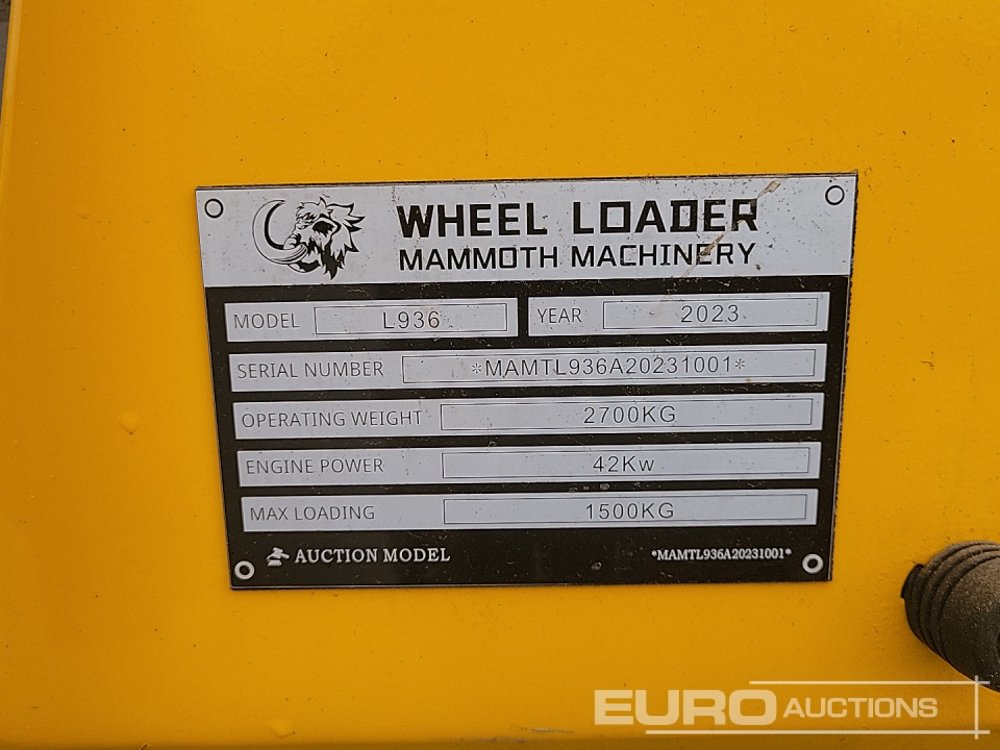 WHEEL LOADER
MAMMOTH MACHINERY
MODEL L936 YEAR 2023
SERIAL NUMBER *MAMTL936A20231001*
OPERATING WEIGHT 2700KG
ENGINE POWER 42Kw
MAX LOADING 1500KG
AUCTION MODEL *MAMTL936A20231001*
EURO AUCTIONS